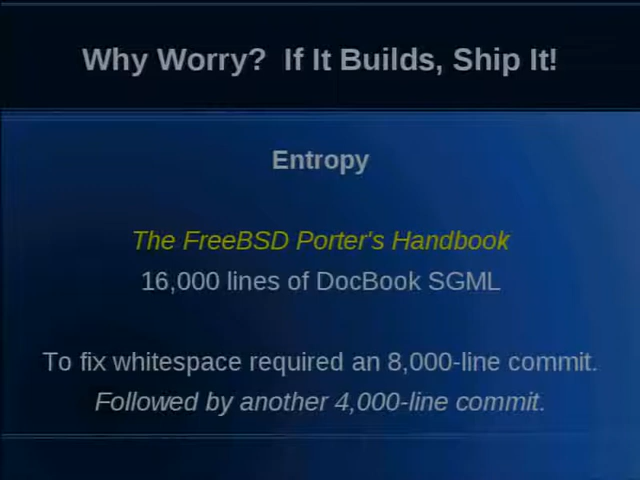 Why Worry? If It Builds, Ship It!
Entropy
The FreeBSD Porter's Handbook
16,000 lines of DocBook SGML
To fix whitespace required an 8,000-line commit.
Followed by another 4,000-line commit.